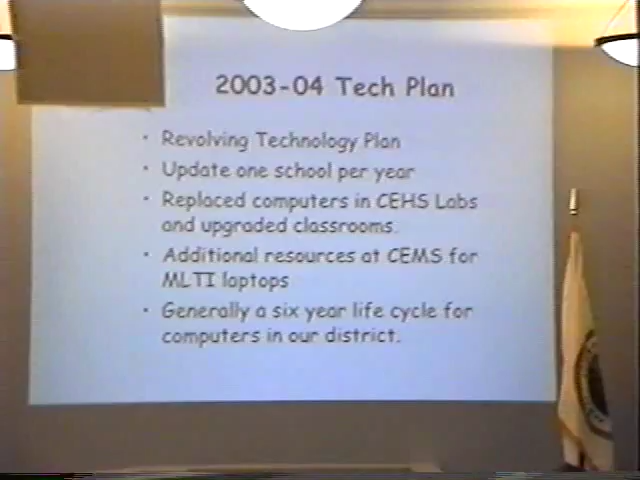 2003-04 Tech Plan
· Revolving Technology Plan
· Update one school per year
· Replaced computers in CEHS Labs
and upgraded classrooms.
· Additional resources at CEMS for
MLTI laptops
· Generally a six year life cycle for
computers in our district.